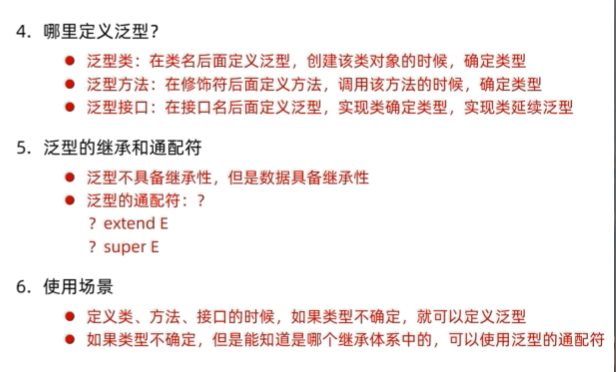 4. 哪里定义泛型？
● 泛型类：在类名后面定义泛型，创建该类对象的时候，确定类型
● 泛型方法：在修饰符后面定义方法，调用该方法的时候，确定类型
● 泛型接口：在接口名后面定义泛型，实现类确定类型，实现类延续泛型
5. 泛型的继承和通配符
● 泛型不具备继承性，但是数据具备继承性
● 泛型的通配符：？
？extend E
？super E
6. 使用场景
● 定义类、方法、接口的时候，如果类型不确定，就可以定义泛型
● 如果类型不确定，但是能知道是哪个继承体系中的，可以使用泛型的通配符